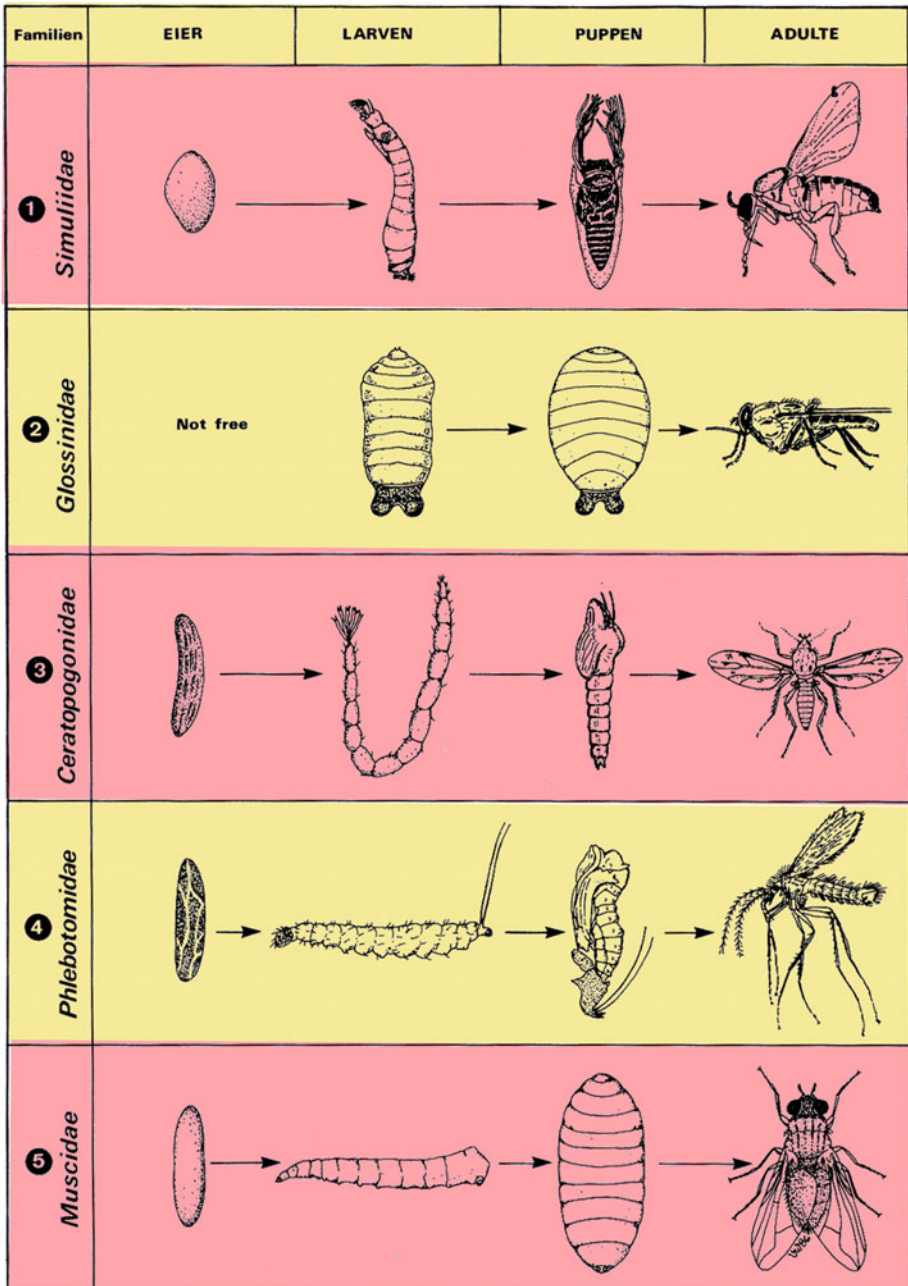 Familien EIER LARVEN PUPPEN ADULTE
1 Simuliidae
2 Glossinidae
Not free
3 Ceratopogonidae
4 Phlebotomidae
5 Muscidae